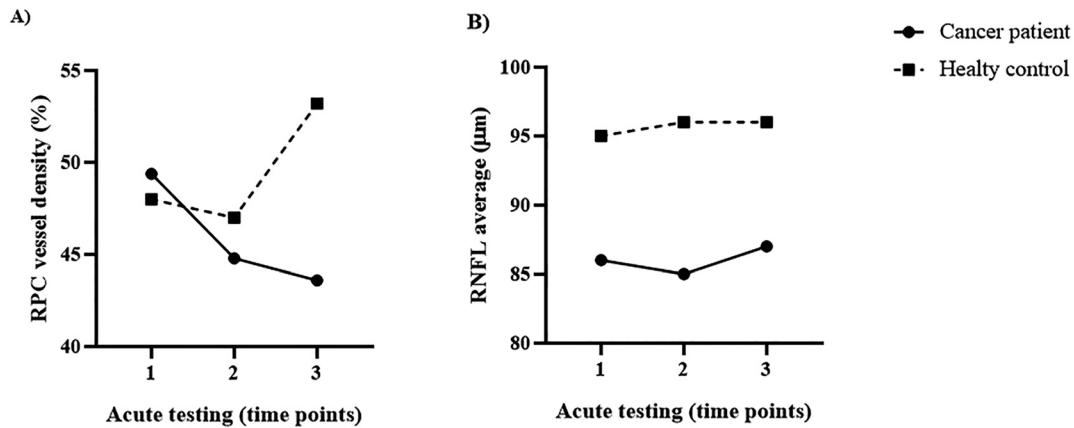 A)
RPC vessel density (%)
55
50
45
40
1 2 3
Acute testing (time points)
B)
RNFL average (µm)
100
95
90
85
80
1 2 3
Acute testing (time points)
Cancer patient
Healty control